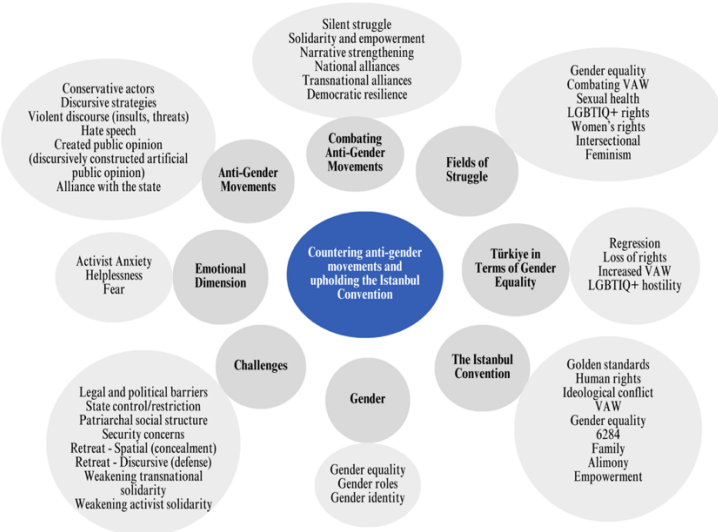 Silent struggle
Solidarity and empowerment
Narrative strengthening
National alliances
Transnational alliances
Democratic resilience
Combating
Anti-Gender
Movements
Gender equality
Combating VAW
Sexual health
LGBTIQ+ rights
Women's rights
Intersectional
Feminism
Fields of
Struggle
Conservative actors
Discursive strategies
Violent discourse (insults, threats)
Hate speech
Created public opinion
(discursively constructed artificial
public opinion)
Alliance with the state
Anti-Gender
Movements
Countering anti-gender
movements and
upholding the Istanbul
Convention
Türkiye in
Terms of Gender
Equality
Regression
Loss of rights
Increased VAW
LGBTIQ+ hostility
Activist Anxiety
Helplessness
Fear
Emotional
Dimension
Challenges
Legal and political barriers
State control/restriction
Patriarchal social structure
Security concerns
Retreat - Spatial (concealment)
Retreat - Discursive (defense)
Weakening transnational
solidarity
Weakening activist solidarity
Gender
Gender equality
Gender roles
Gender identity
The Istanbul
Convention
Golden standards
Human rights
Ideological conflict
VAW
Gender equality
6284
Family
Alimony
Empowerment